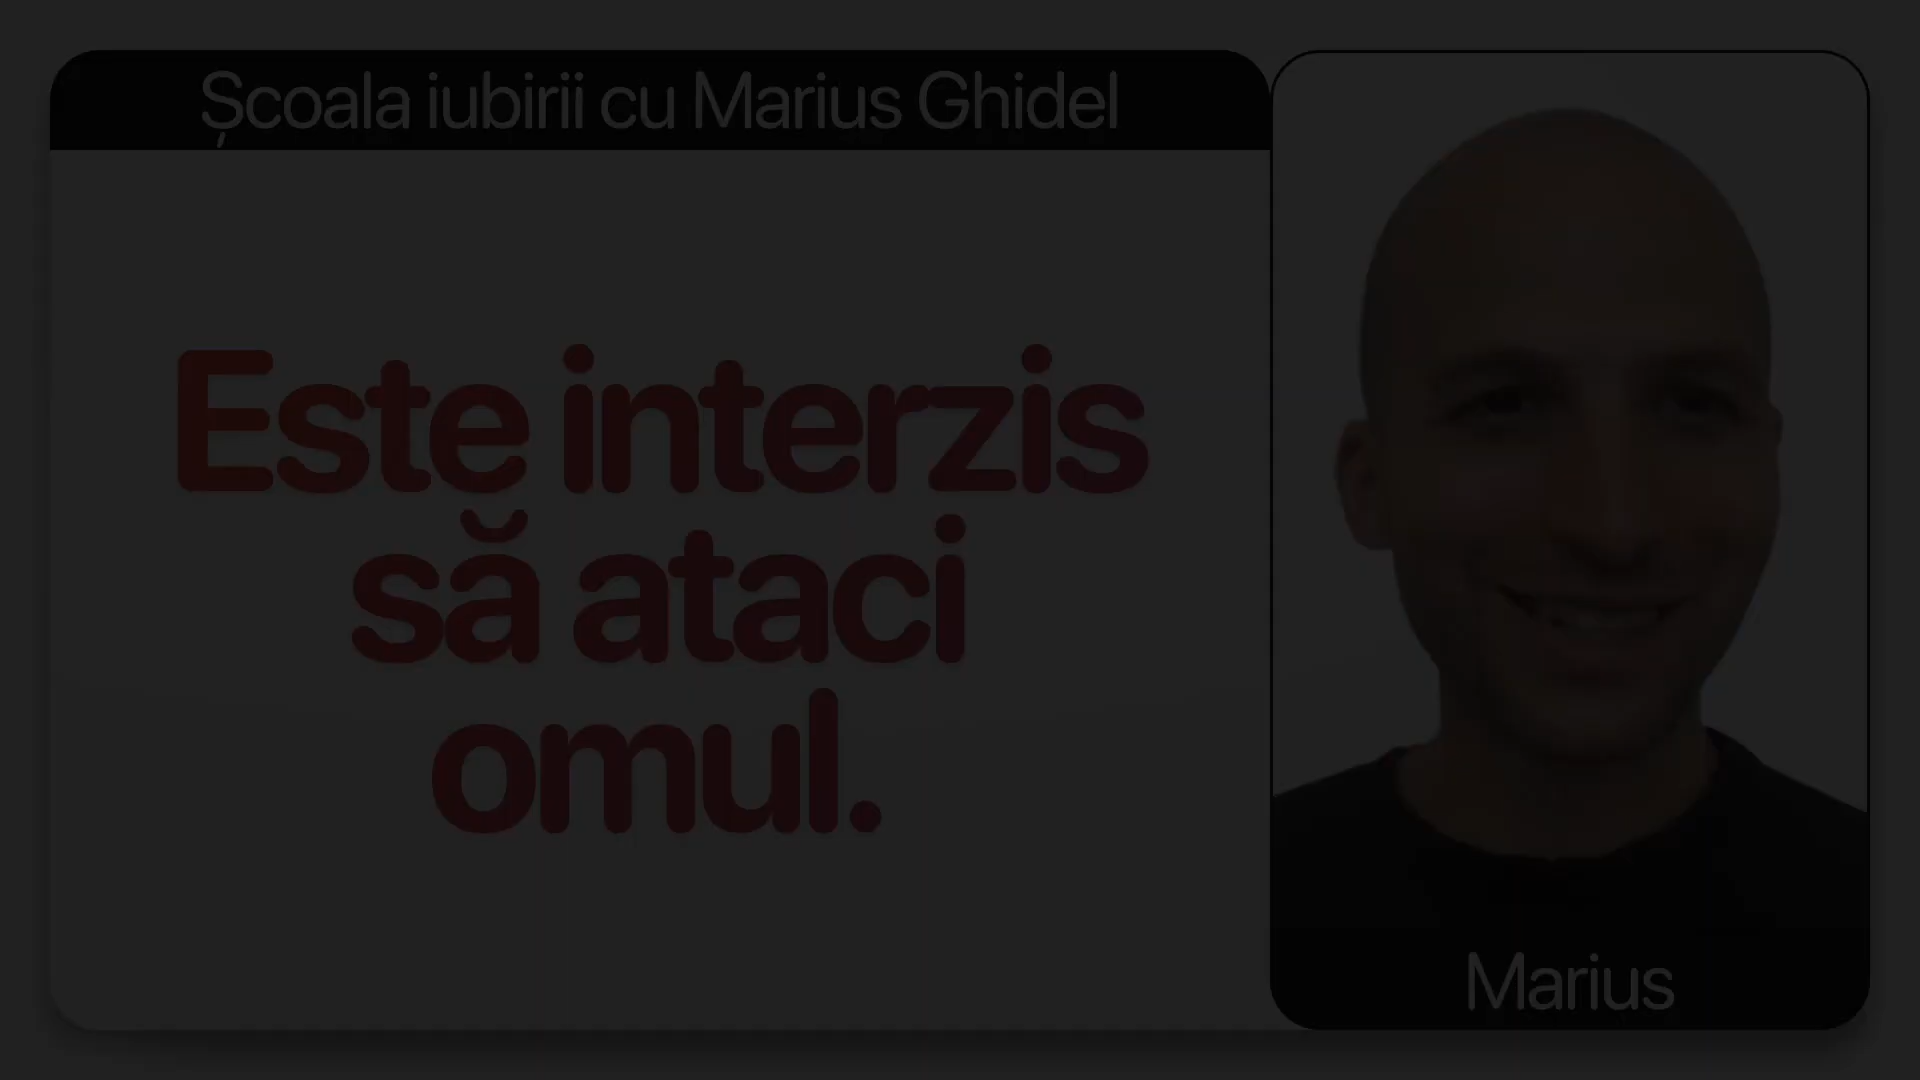 Școala iubirii cu Marius Ghidel
Este interzis
să ataci
omul.
Marius